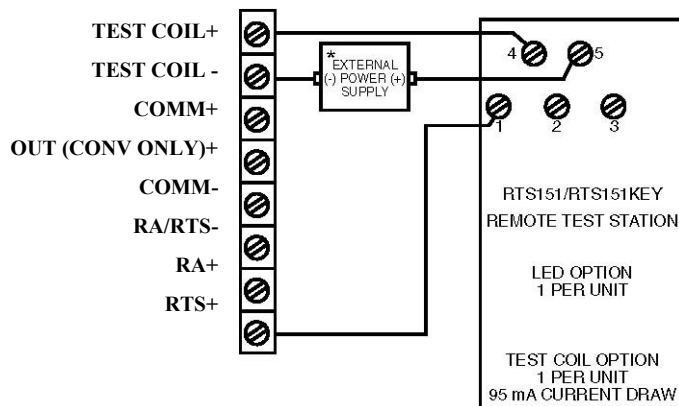 TEST COIL+
TEST COIL -
COMM+
OUT (CONV ONLY)+
COMM-
RA/RTS-
RA+
RTS+
*
EXTERNAL
(-) POWER (+)
SUPPLY
4
5
1
2
3
RTS151/RTS151KEY
REMOTE TEST STATION
LED OPTION
1 PER UNIT
TEST COIL OPTION
1 PER UNIT
95 mA CURRENT DRAW